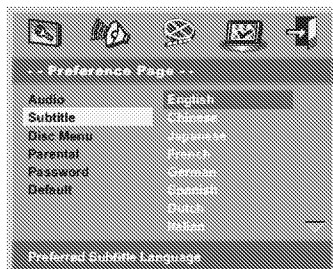 - - Preference Page - -
Audio
Subtitle
Disc Menu
Parental
Password
Default
English
Chinese
Japanese
French
German
Spanish
Dutch
Italian
Preferred Subtitle Language